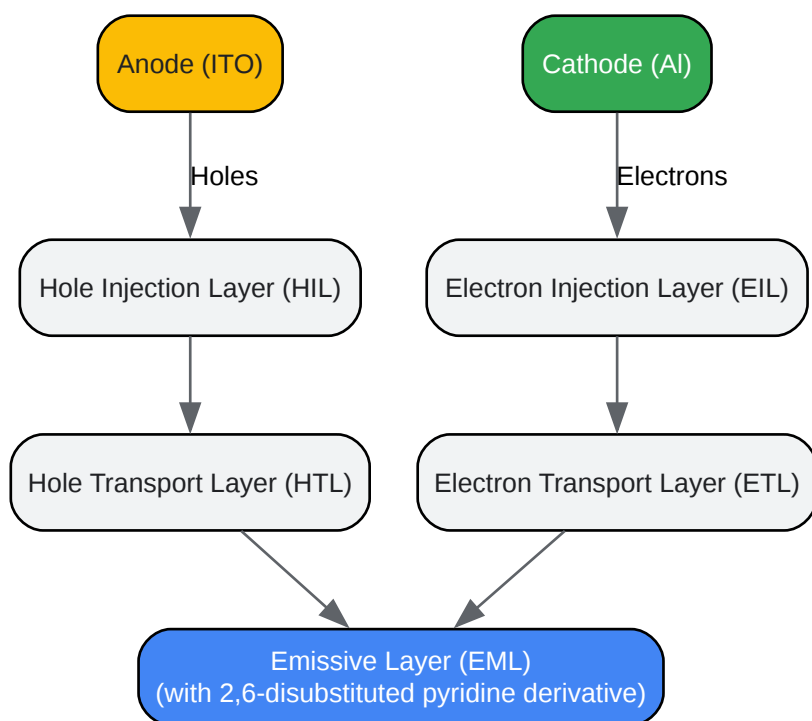 Anode (ITO)
Cathode (Al)
Holes
Electrons
Hole Injection Layer (HIL)
Electron Injection Layer (EIL)
Hole Transport Layer (HTL)
Electron Transport Layer (ETL)
Emissive Layer (EML)
(with 2,6-disubstituted pyridine derivative)